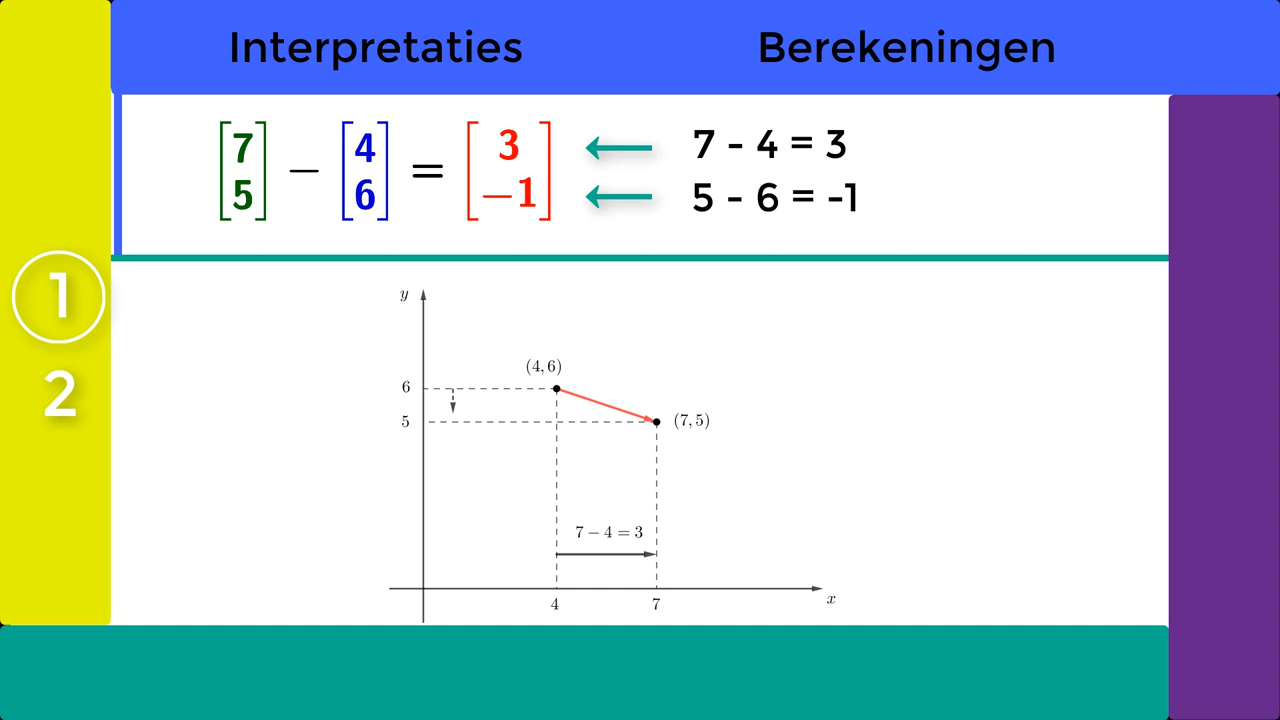 Interpretaties Berekeningen
[7 5] − [4 6] = [3 −1]
7 - 4 = 3
5 - 6 = -1
1
2
y
(4, 6)
6
5
(7, 5)
7 − 4 = 3
4 7
x